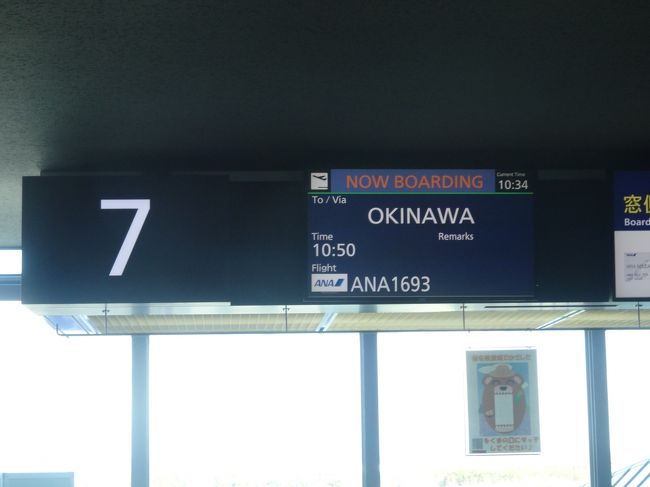 7
NOW BOARDING
Current Time
10:34
To / Via
OKINAWA
Time
Remarks
10:50
Flight
ANA ANA1693
窓側
Board